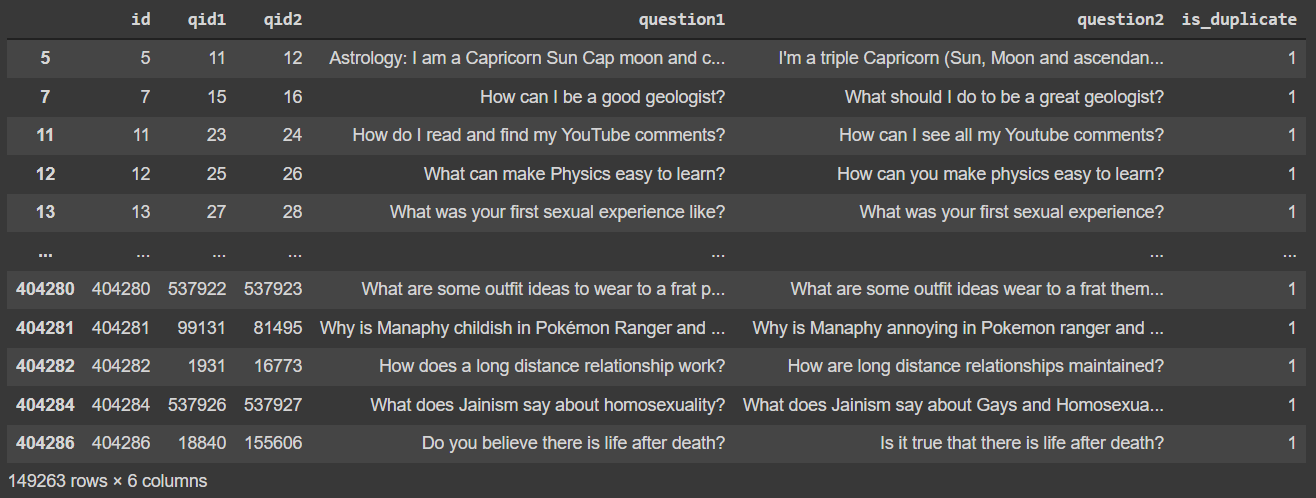 id qid1 qid2 question1 question2 is_duplicate
5 5 11 12 Astrology: I am a Capricorn Sun Cap moon and c... I'm a triple Capricorn (Sun, Moon and ascendan... 1
7 7 15 16 How can I be a good geologist? What should I do to be a great geologist? 1
11 11 23 24 How do I read and find my YouTube comments? How can I see all my Youtube comments? 1
12 12 25 26 What can make Physics easy to learn? How can you make physics easy to learn? 1
13 13 27 28 What was your first sexual experience like? What was your first sexual experience? 1
... ... ... ... ... ... ...
404280 404280 537922 537923 What are some outfit ideas to wear to a frat p... What are some outfit ideas wear to a frat them... 1
404281 404281 99131 81495 Why is Manaphy childish in Pokémon Ranger and ... Why is Manaphy annoying in Pokemon ranger and ... 1
404282 404282 1931 16773 How does a long distance relationship work? How are long distance relationships maintained? 1
404284 404284 537926 537927 What does Jainism say about homosexuality? What does Jainism say about Gays and Homosexua... 1
404286 404286 18840 155606 Do you believe there is life after death? Is it true that there is life after death? 1
149263 rows × 6 columns